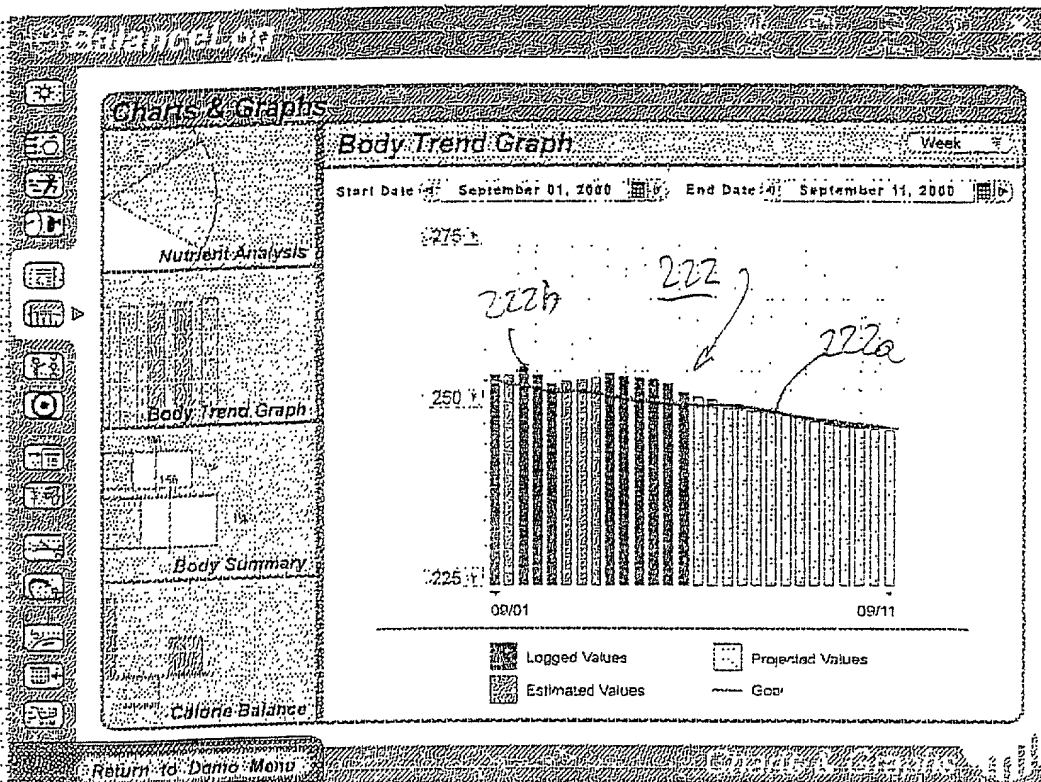 BalanceLog
Charts & Graphs
Nutrient Analysis
Body Trend Graph
Body Summary
Calorie Balance
Return to Demo Menu
Body Trend Graph
Week
Start Date September 01, 2000 End Date September 11, 2000
275
222
222b
222a
250
225
09/01 09/11
Logged Values
Projected Values
Estimated Values
Goal
Charts & Graphs